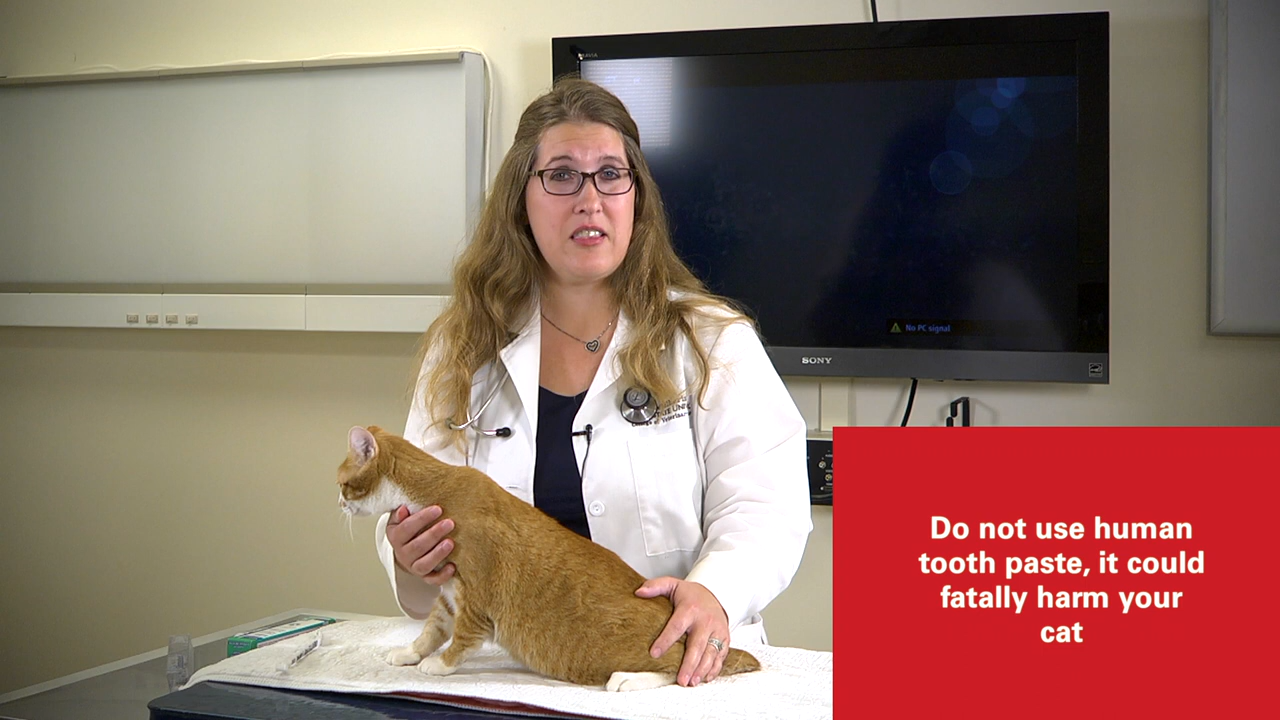 No PC signal
SONY
Do not use human
tooth paste, it could
fatally harm your
cat